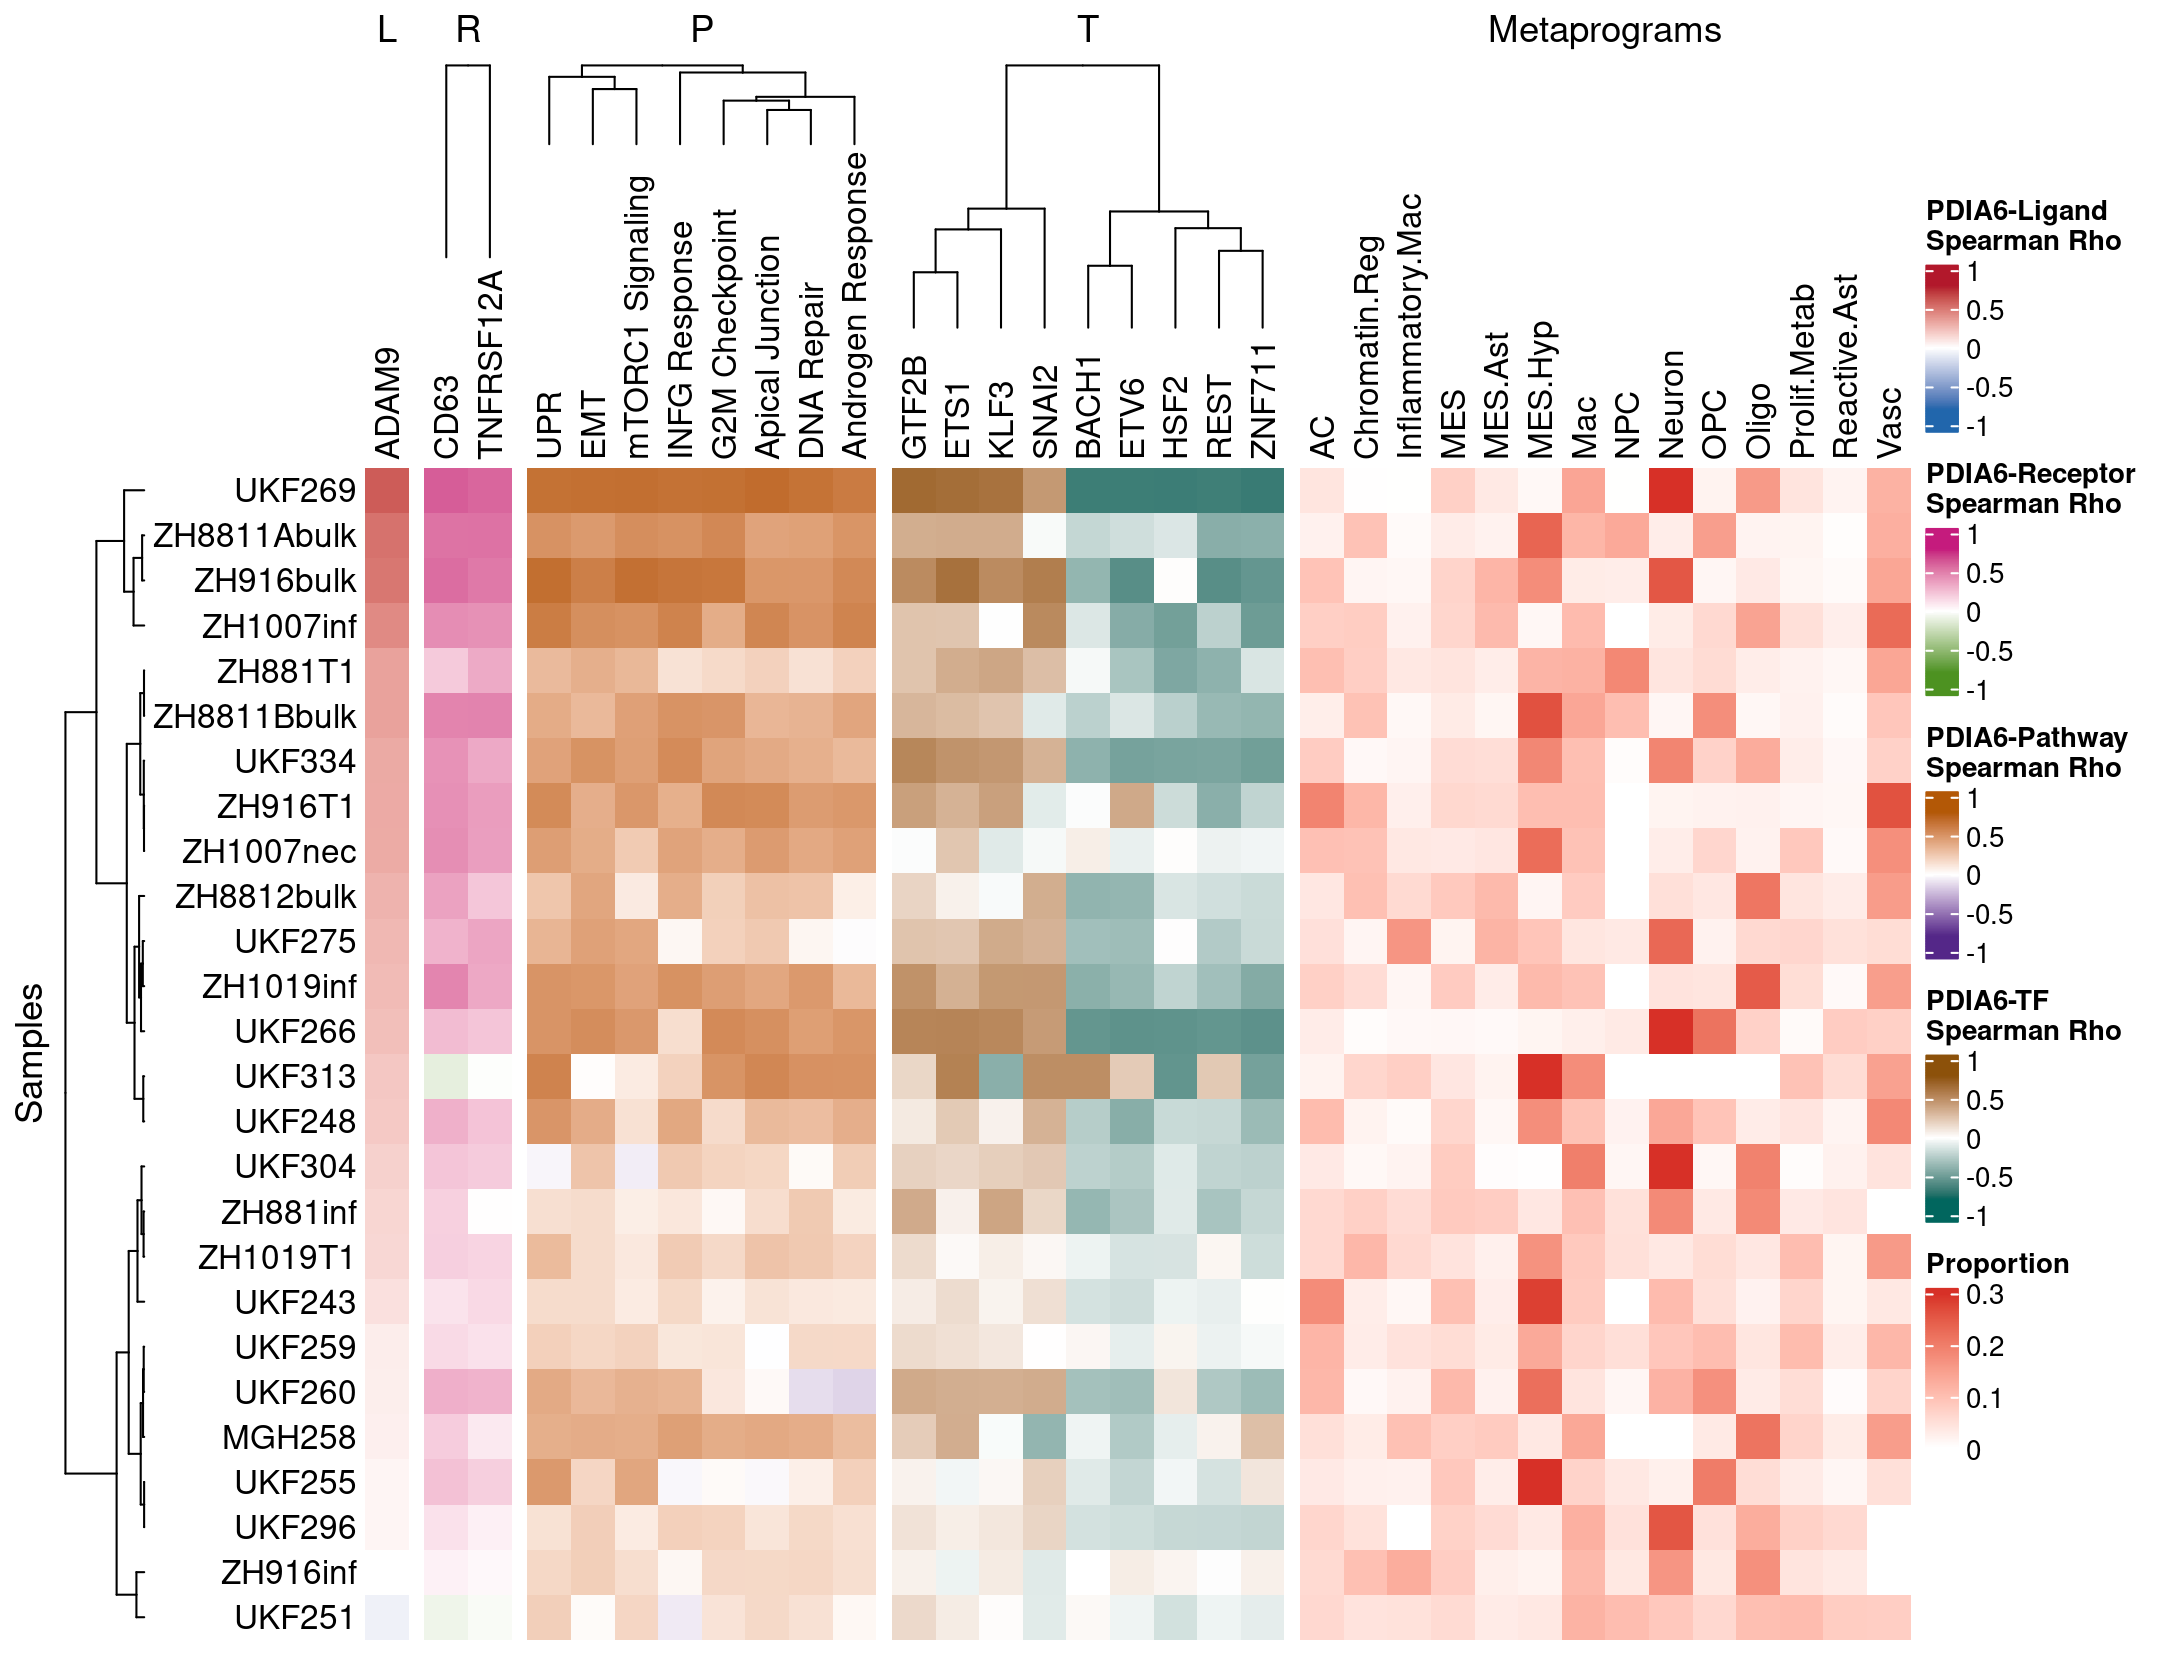 L R P T Metaprograms
ADAM9
CD63
TNFRSF12A
UPR
EMT
mTORC1 Signaling
INFG Response
G2M Checkpoint
Apical Junction
DNA Repair
Androgen Response
GTF2B
ETS1
KLF3
SNAI2
BACH1
ETV6
HSF2
REST
ZNF711
AC
Chromatin.Reg
Inflammatory.Mac
MES
MES.Ast
MES.Hyp
Mac
NPC
Neuron
OPC
Oligo
Prolif.Metab
Reactive.Ast
Vasc
Samples
UKF269
ZH8811Abulk
ZH916bulk
ZH1007inf
ZH881T1
ZH8811Bbulk
UKF334
ZH916T1
ZH1007nec
ZH8812bulk
UKF275
ZH1019inf
UKF266
UKF313
UKF248
UKF304
ZH881inf
ZH1019T1
UKF243
UKF259
UKF260
MGH258
UKF255
UKF296
ZH916inf
UKF251
PDIA6-Ligand
Spearman Rho
1
0.5
0
-0.5
-1
PDIA6-Receptor
Spearman Rho
1
0.5
0
-0.5
-1
PDIA6-Pathway
Spearman Rho
1
0.5
0
-0.5
-1
PDIA6-TF
Spearman Rho
1
0.5
0
-0.5
-1
Proportion
0.3
0.2
0.1
0